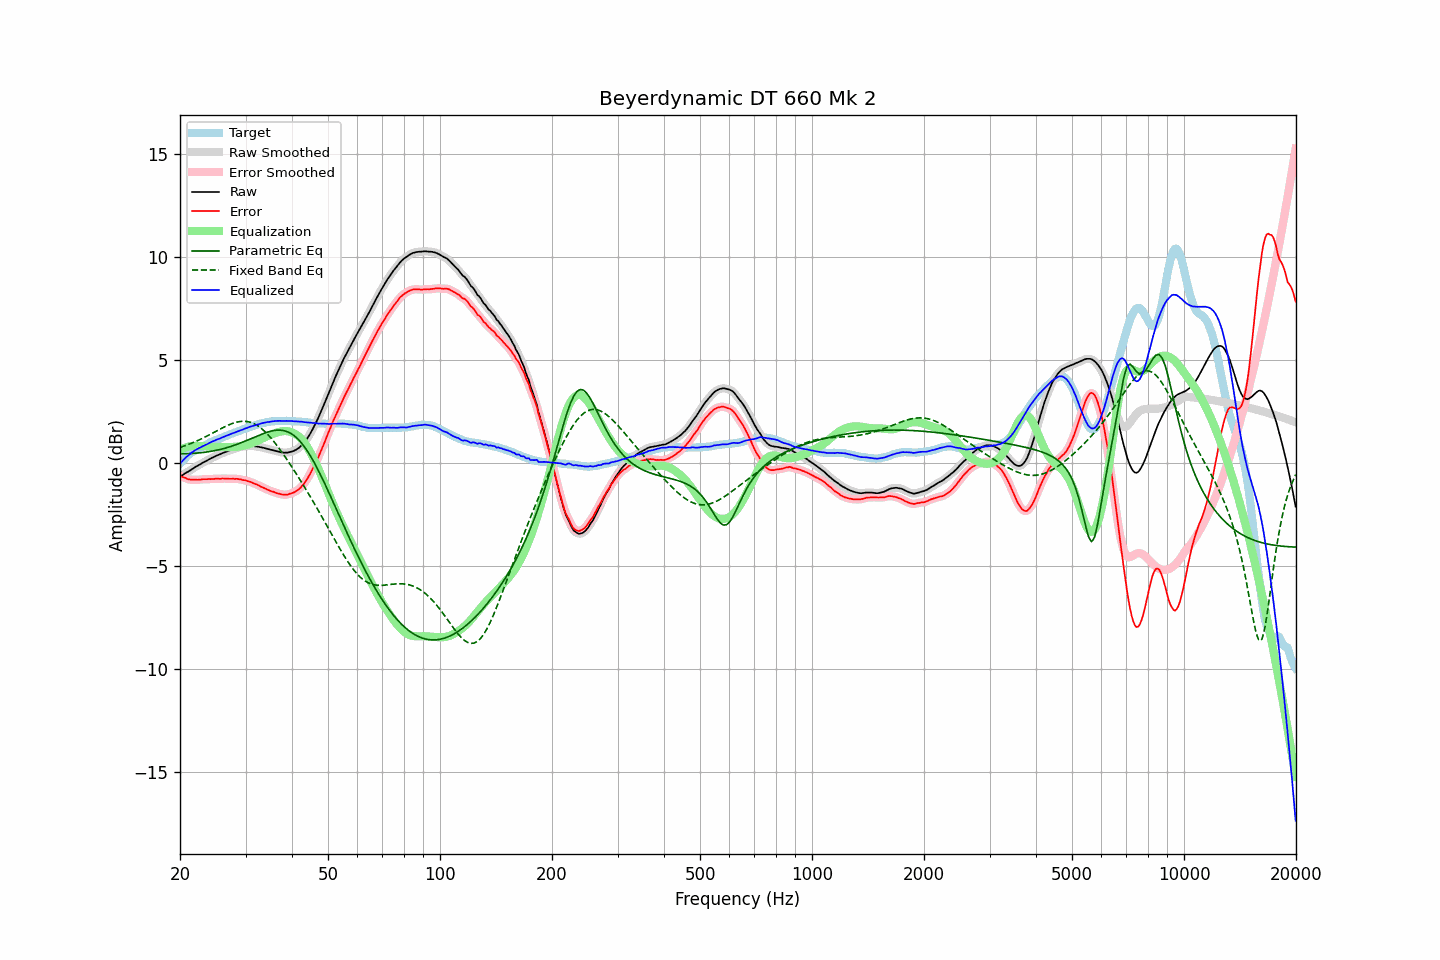 Beyerdynamic DT 660 Mk 2
Target
Raw Smoothed
Error Smoothed
Raw
Error
Equalization
Parametric Eq
Fixed Band Eq
Equalized
Amplitude (dBr)
15
10
5
0
−5
−10
−15
20
50
100
200
500
1000
2000
5000
10000
20000
Frequency (Hz)